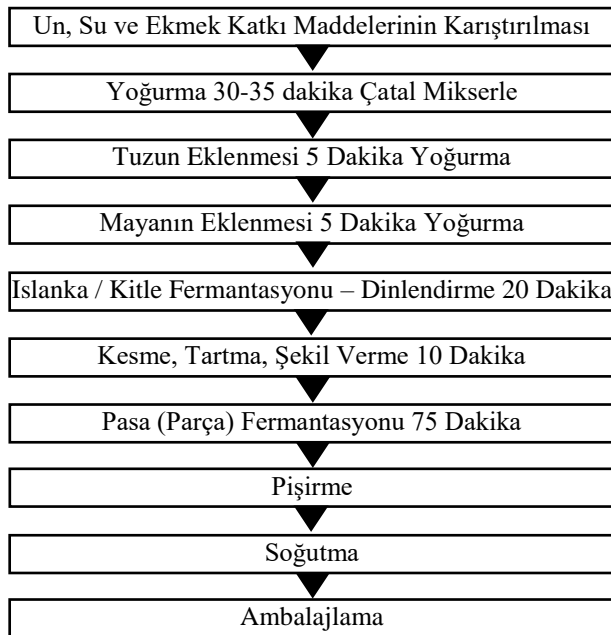 Un, Su ve Ekmek Katkı Maddelerinin Karıştırılması
Yoğurma 30-35 dakika Çatal Mikserle
Tuzun Eklenmesi 5 Dakika Yoğurma
Mayanın Eklenmesi 5 Dakika Yoğurma
Islanka / Kitle Fermantasyonu – Dinlendirme 20 Dakika
Kesme, Tartma, Şekil Verme 10 Dakika
Pasa (Parça) Fermantasyonu 75 Dakika
Pişirme
Soğutma
Ambalajlama